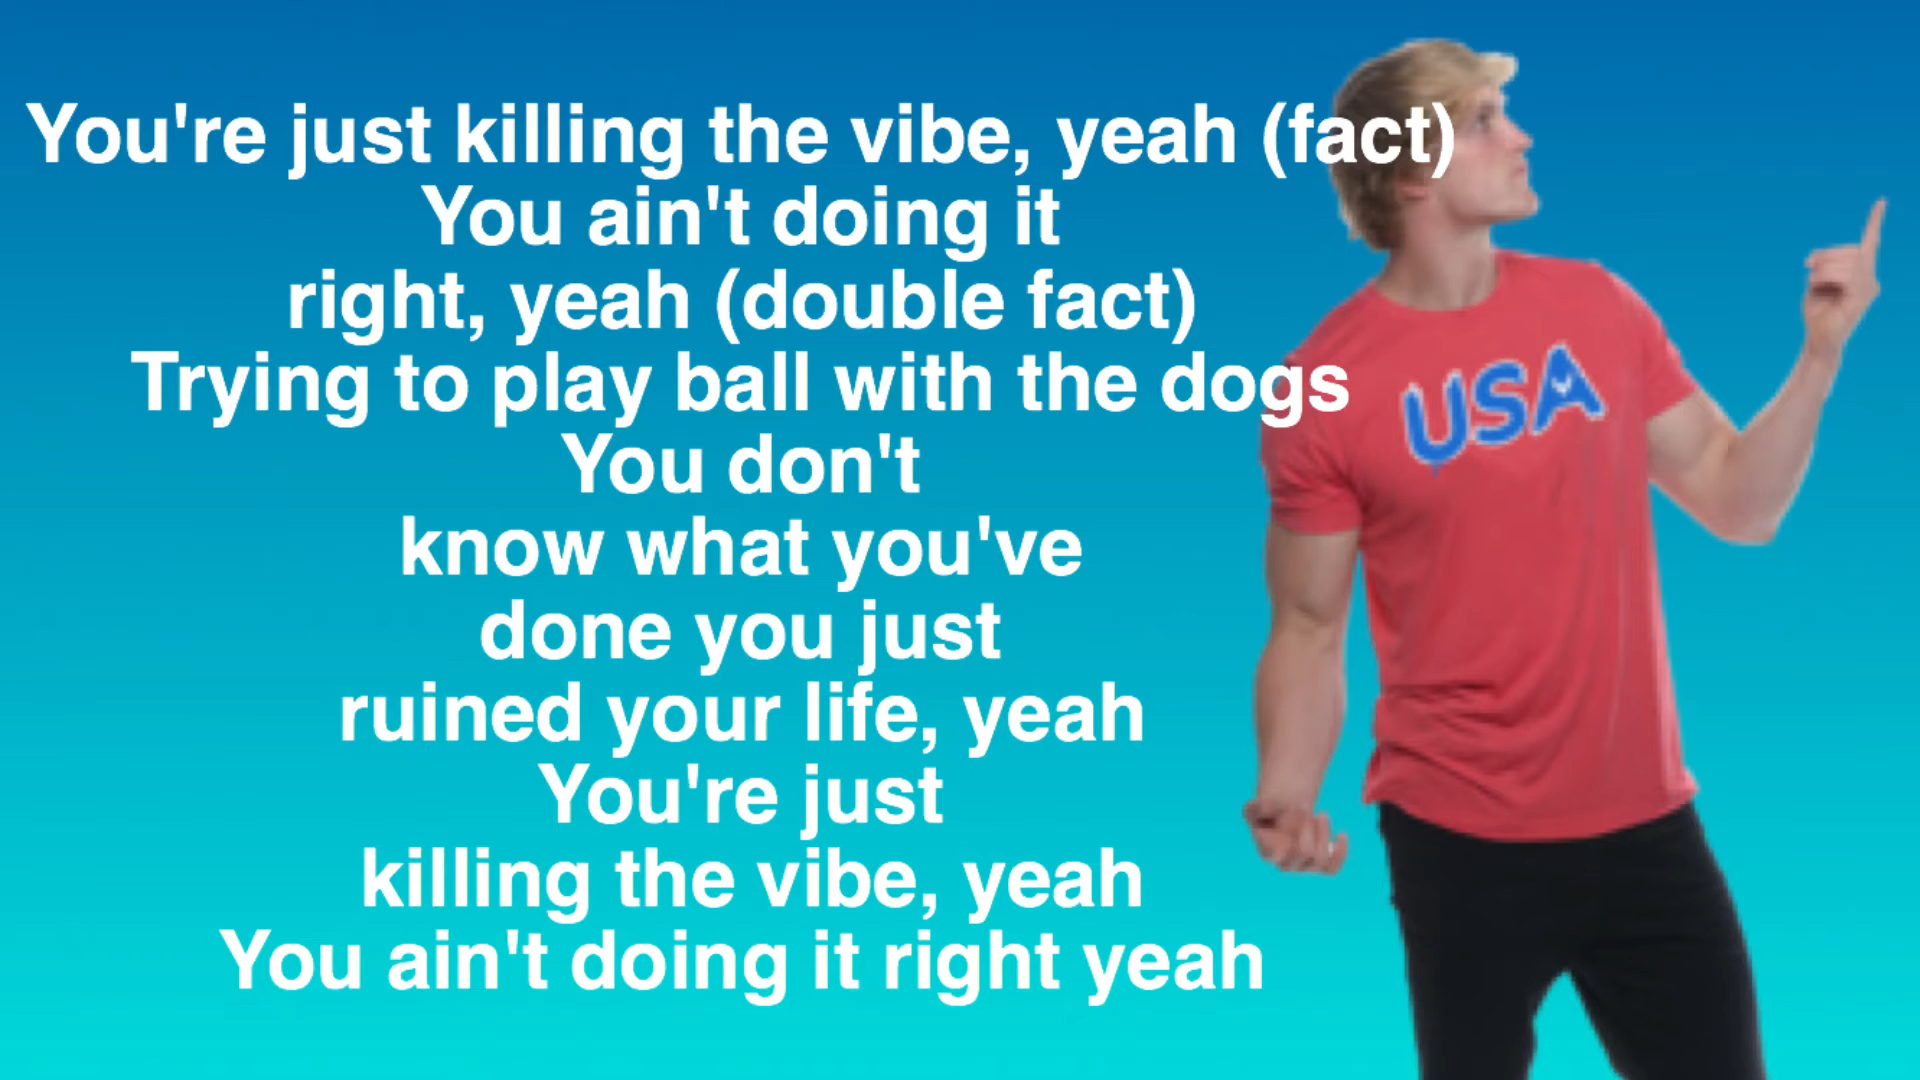 You're just killing the vibe, yeah (fact)
You ain't doing it
right, yeah (double fact)
Trying to play ball with the dogs
You don't
know what you've
done you just
ruined your life, yeah
You're just
killing the vibe, yeah
You ain't doing it right yeah
USA